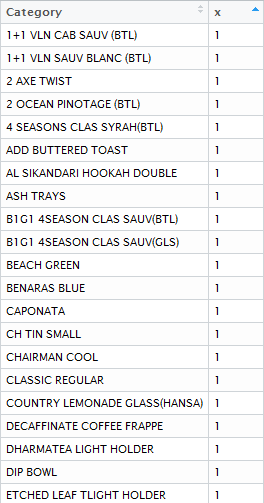 Category x
1+1 VLN CAB SAUV (BTL) 1
1+1 VLN SAUV BLANC (BTL) 1
2 AXE TWIST 1
2 OCEAN PINOTAGE (BTL) 1
4 SEASONS CLAS SYRAH(BTL) 1
ADD BUTTERED TOAST 1
AL SIKANDARI HOOKAH DOUBLE 1
ASH TRAYS 1
B1G1 4SEASON CLAS SAUV(BTL) 1
B1G1 4SEASON CLAS SAUV(GLS) 1
BEACH GREEN 1
BENARAS BLUE 1
CAPONATA 1
CH TIN SMALL 1
CHAIRMAN COOL 1
CLASSIC REGULAR 1
COUNTRY LEMONADE GLASS(HANSA) 1
DECAFFINATE COFFEE FRAPPE 1
DHARMATEA LIGHT HOLDER 1
DIP BOWL 1
ETCHED LEAF TLIGHT HOLDER 1